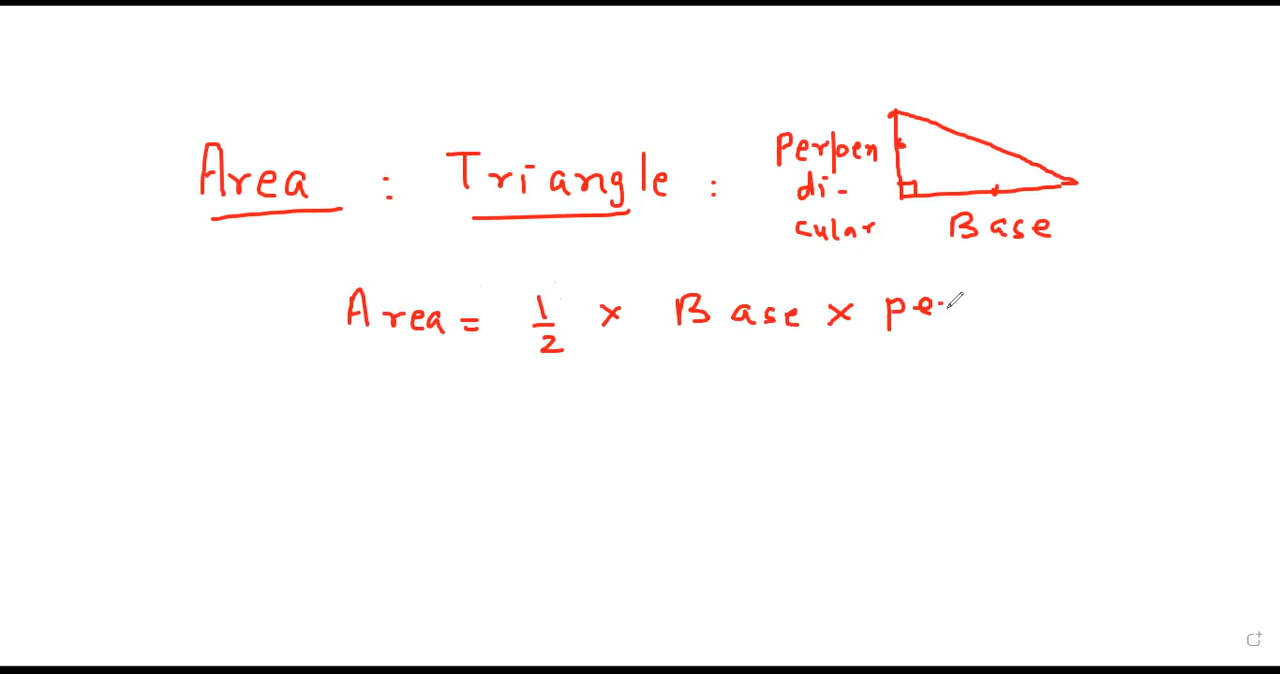 Area : Triangle :
Perpen
di-
cular
Base
Area = 1/2 × Base × pe